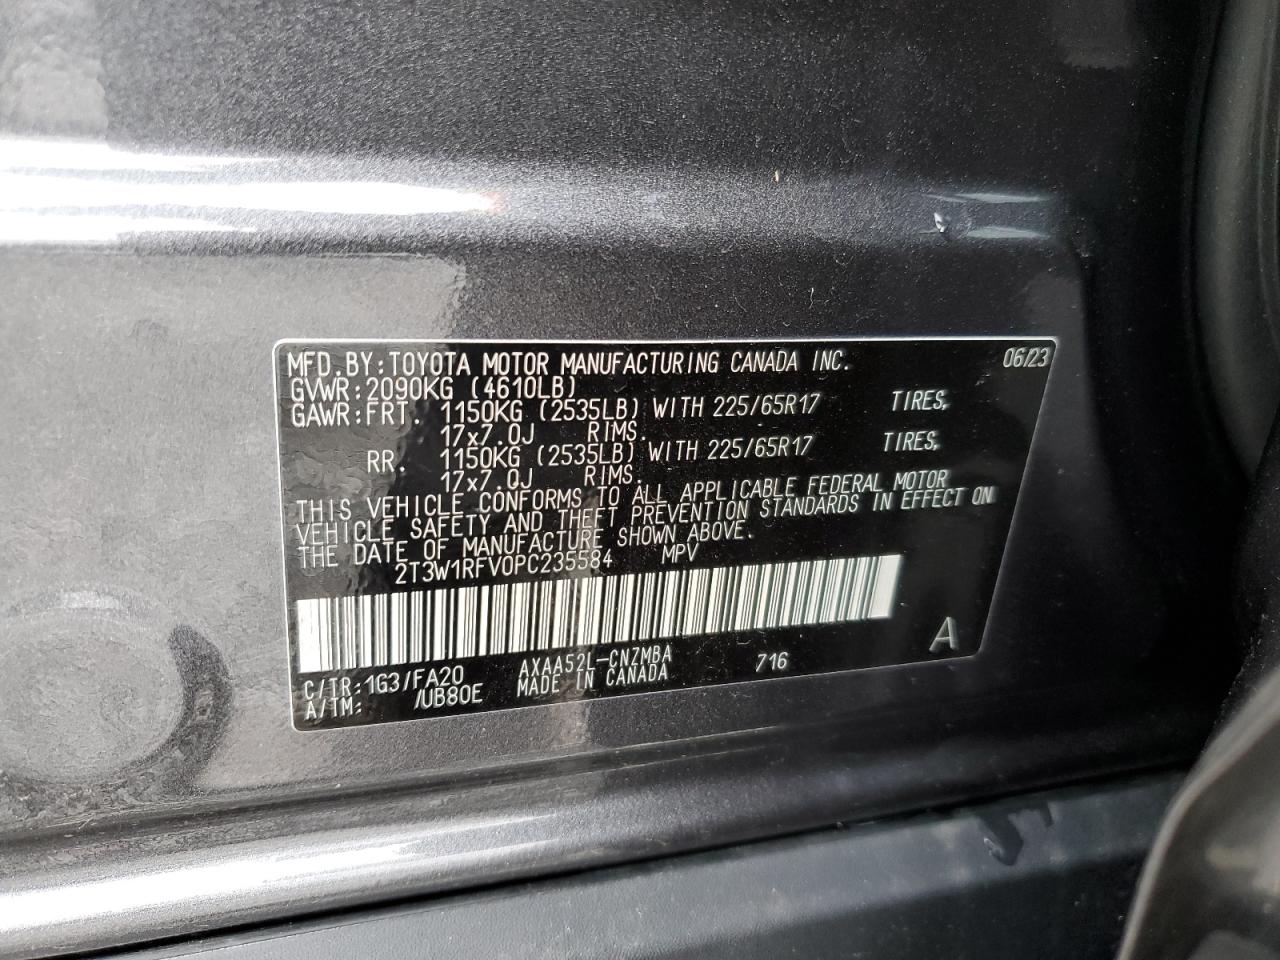 MFD.BY:TOYOTA MOTOR MANUFACTURING CANADA INC. 06/23
GVWR:2090KG (4610LB)
GAWR:FRT. 1150KG (2535LB) WITH 225/65R17 TIRES,
17x7.0J RIMS.
RR. 1150KG (2535LB) WITH 225/65R17 TIRES,
17x7.0J RIMS.
THIS VEHICLE CONFORMS TO ALL APPLICABLE FEDERAL MOTOR
VEHICLE SAFETY AND THEFT PREVENTION STANDARDS IN EFFECT ON
THE DATE OF MANUFACTURE SHOWN ABOVE.
2T3W1RFV0PC235584 MPV
A
C/TR:1G3/FA20 AXAA52L-CNZMBA 716
A/TM: /UB80E MADE IN CANADA